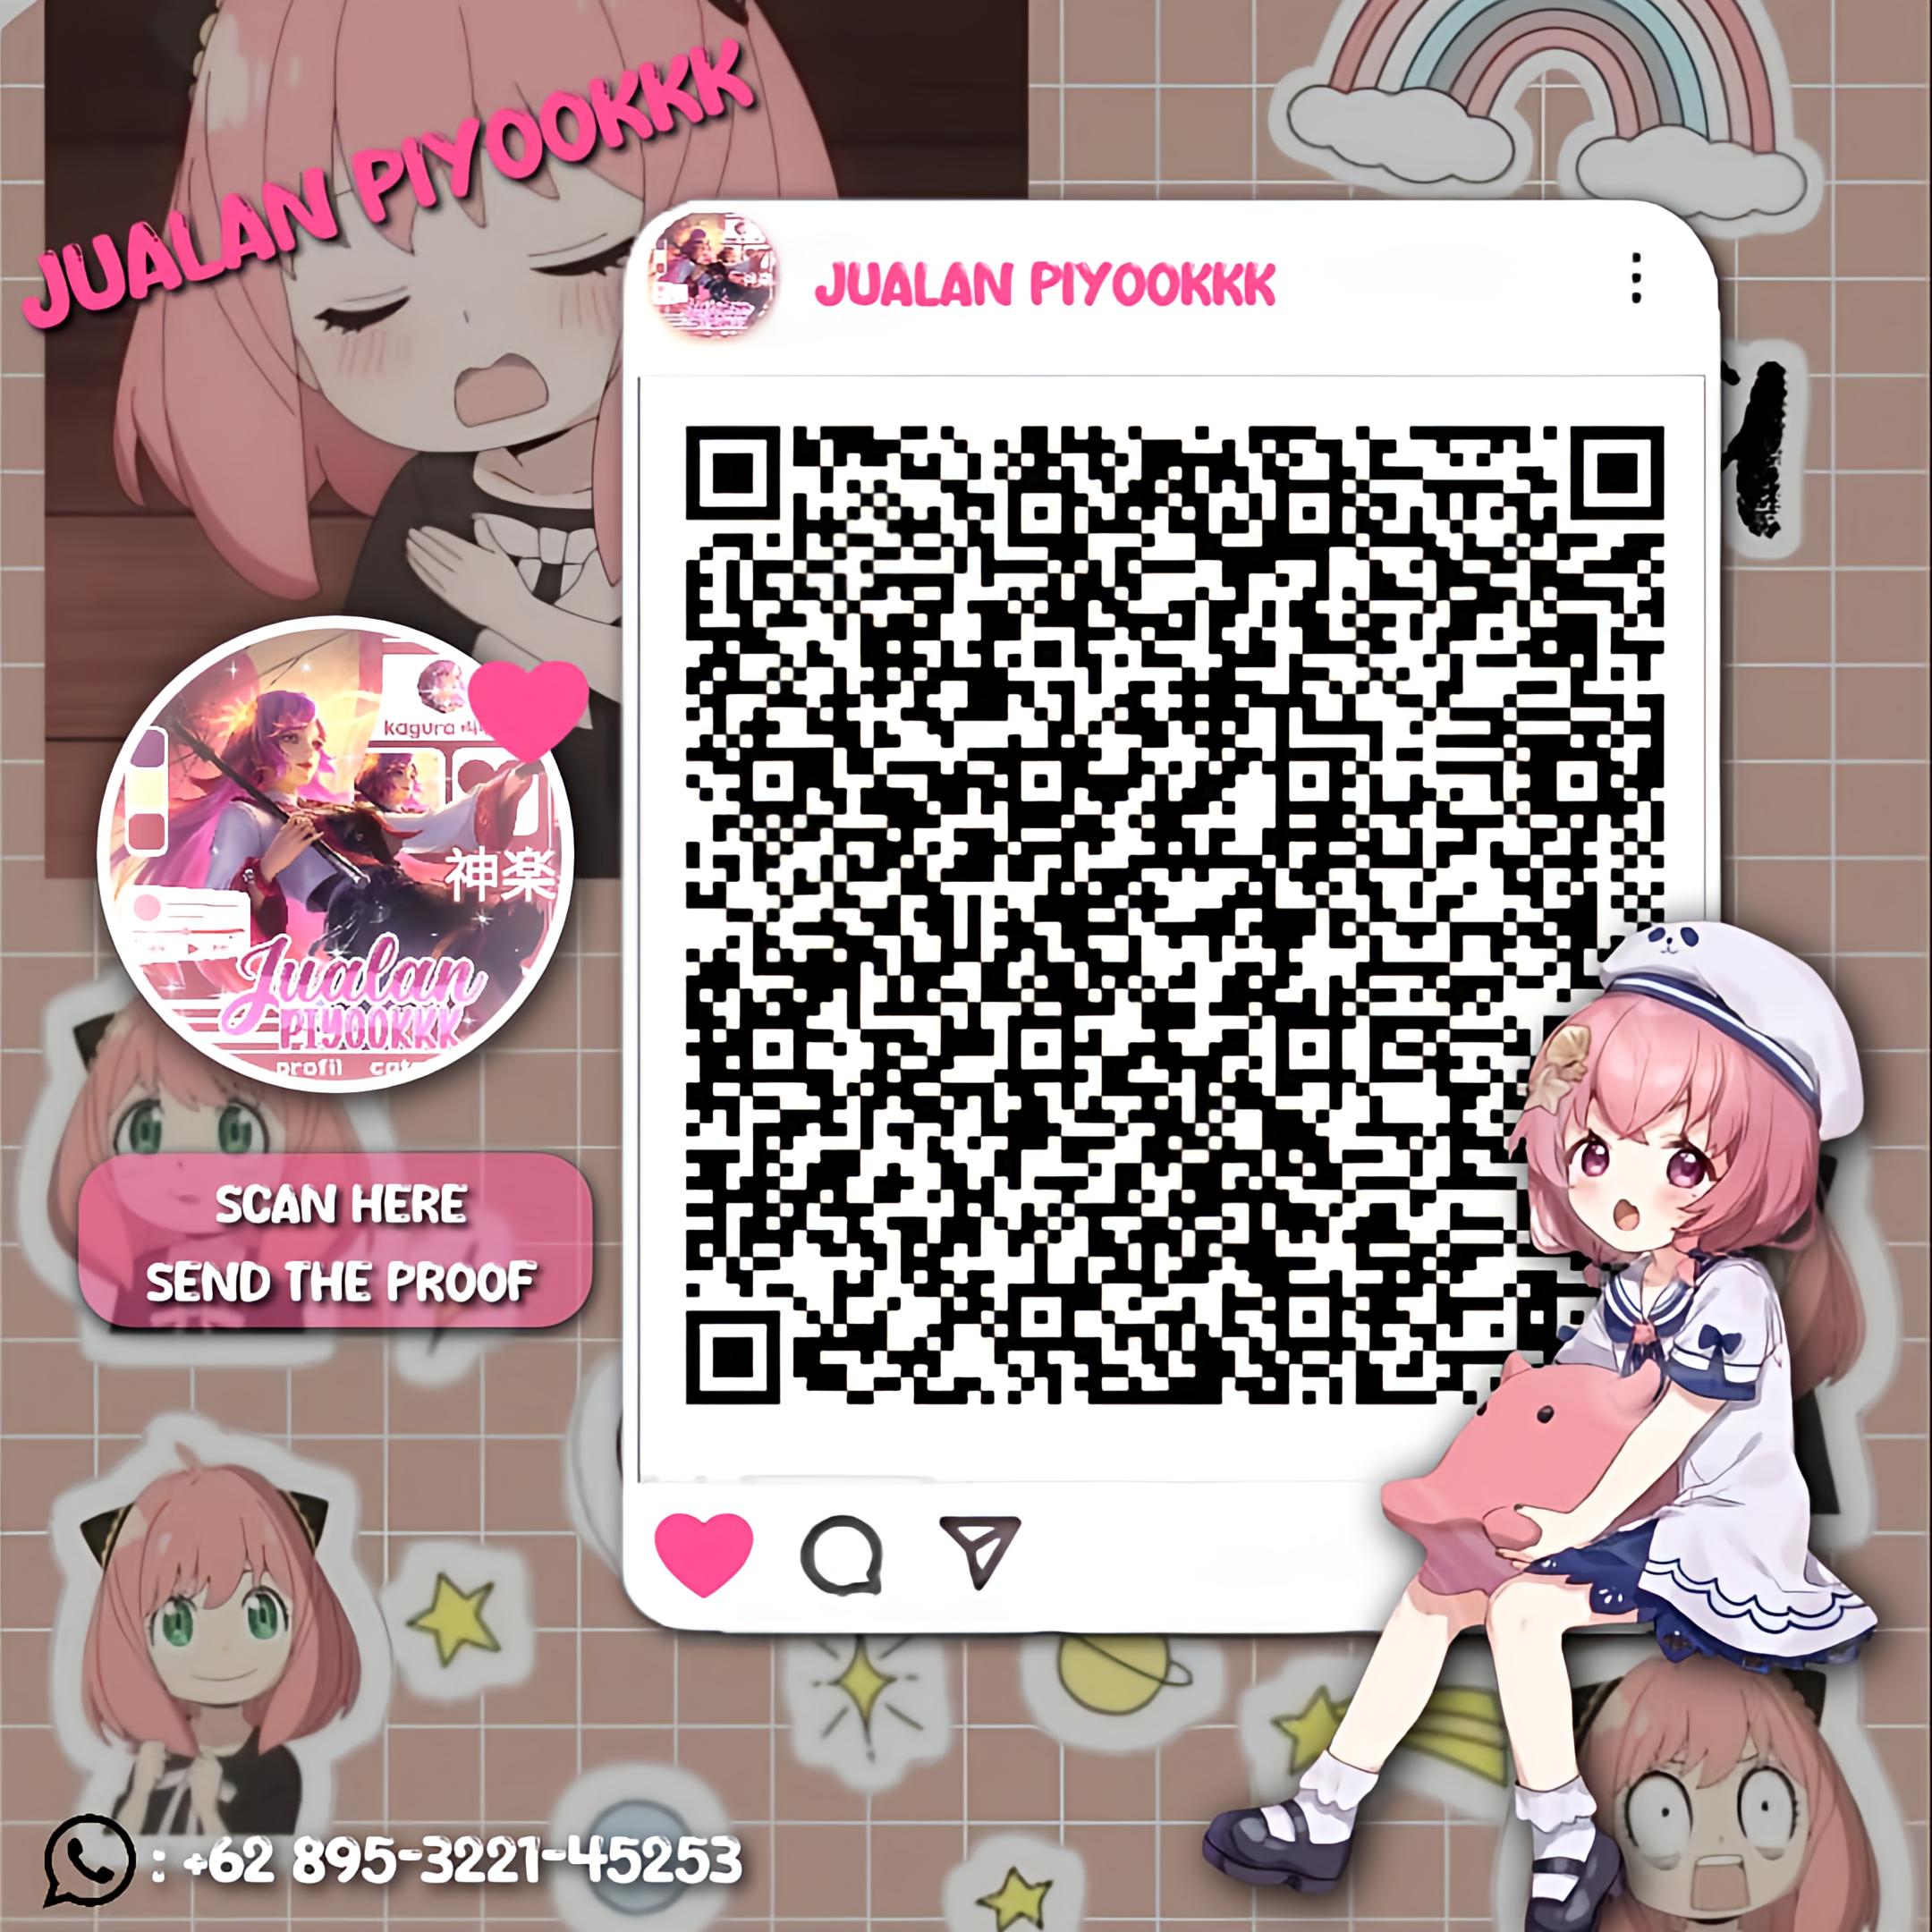 JUALAN PIYOOKKK
JUALAN PIYOOKKK
kagura
神楽
Jualan
PIYOOKKK
profil
SCAN HERE
SEND THE PROOF
: +62 895-3221-45253